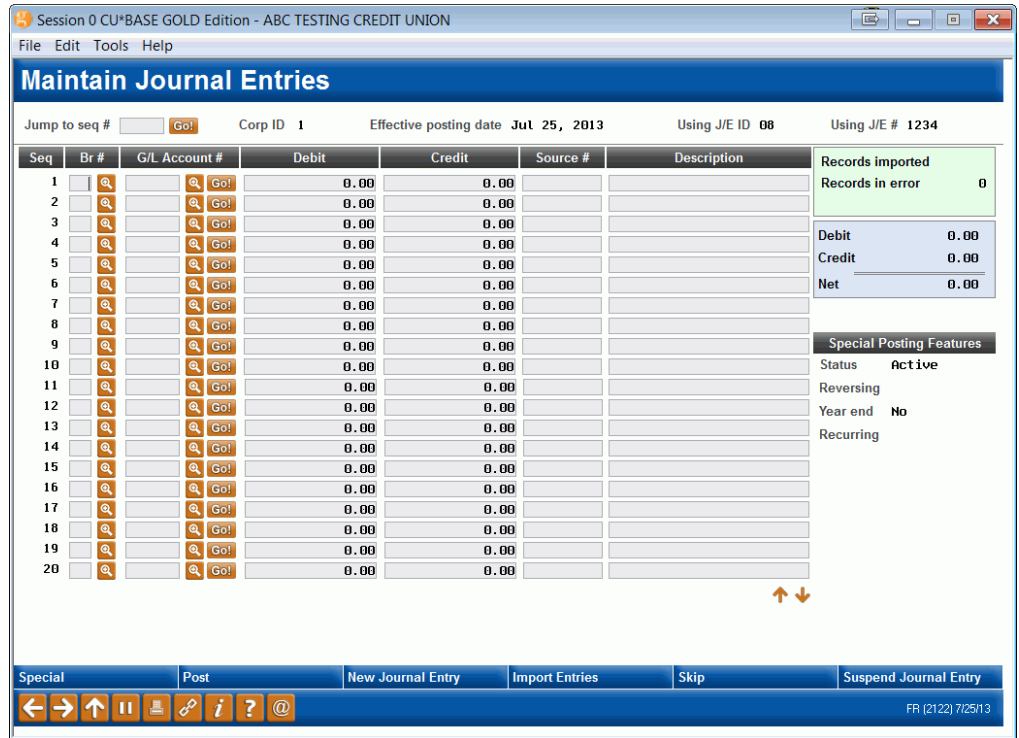 Session 0 CU*BASE GOLD Edition - ABC TESTING CREDIT UNION
File Edit Tools Help
Maintain Journal Entries
Jump to seq # Go! Corp ID 1 Effective posting date Jul 25, 2013 Using J/E ID 08 Using J/E # 1234
Seq Br # G/L Account # Debit Credit Source # Description
1 Go! 0.00 0.00
2 Go! 0.00 0.00
3 Go! 0.00 0.00
4 Go! 0.00 0.00
5 Go! 0.00 0.00
6 Go! 0.00 0.00
7 Go! 0.00 0.00
8 Go! 0.00 0.00
9 Go! 0.00 0.00
10 Go! 0.00 0.00
11 Go! 0.00 0.00
12 Go! 0.00 0.00
13 Go! 0.00 0.00
14 Go! 0.00 0.00
15 Go! 0.00 0.00
16 Go! 0.00 0.00
17 Go! 0.00 0.00
18 Go! 0.00 0.00
19 Go! 0.00 0.00
20 Go! 0.00 0.00
Records imported
Records in error 0
Debit 0.00
Credit 0.00
Net 0.00
Special Posting Features
Status Active
Reversing
Year end No
Recurring
Special Post New Journal Entry Import Entries Skip Suspend Journal Entry
i ? @
FR (2122) 7/25/13